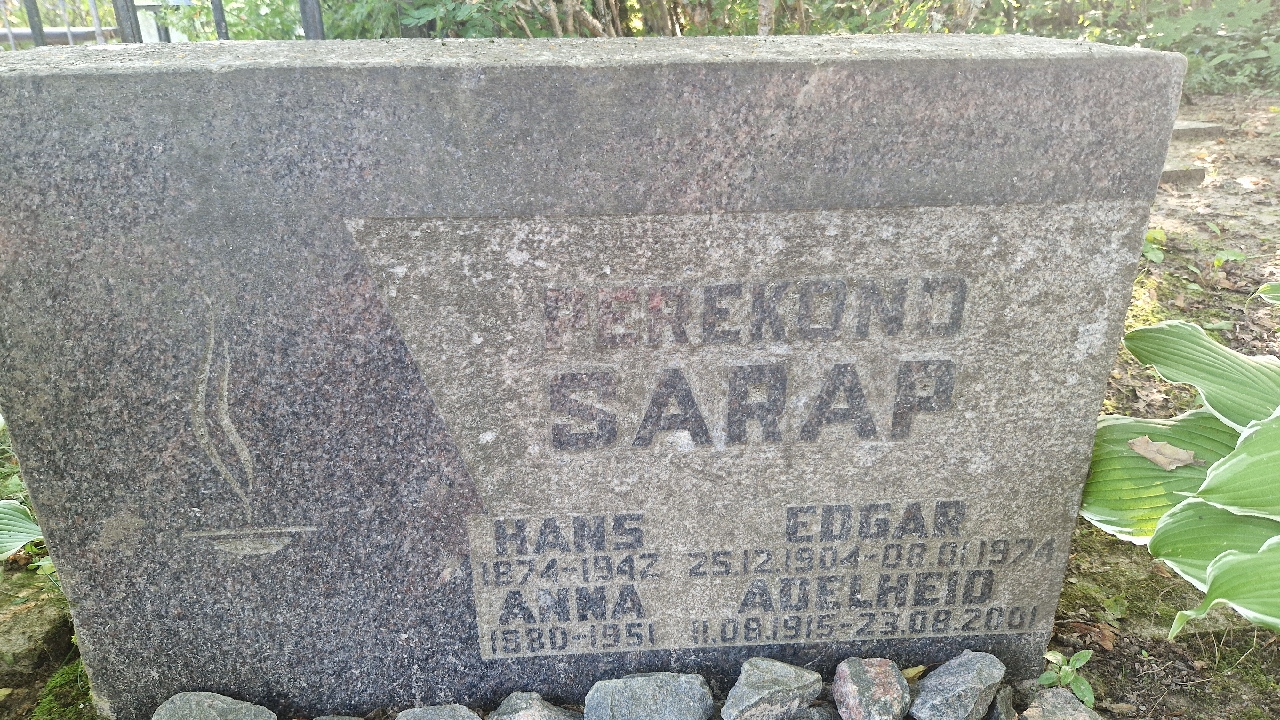 PEREKOND
SARAP
HANS
1874-1942
ANNA
1880-1951
EDGAR
25.12.1904-08.01.1974
ADELHEID
11.08.1915-23.08.2001